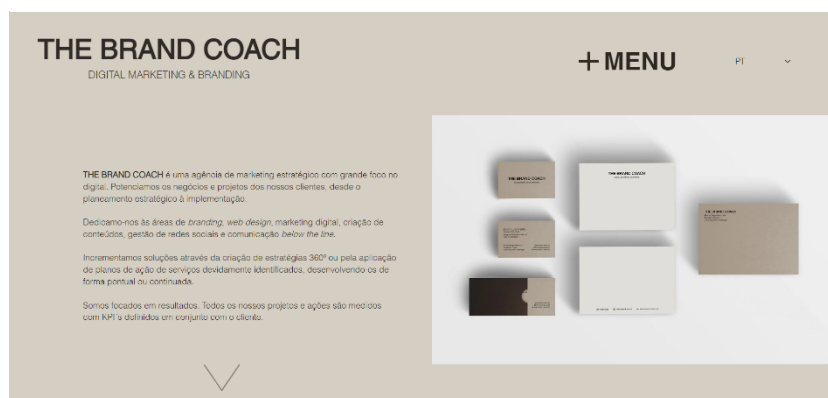 THE BRAND COACH
DIGITAL MARKETING & BRANDING
+ MENU
PT
THE BRAND COACH é uma agência de marketing estratégico com grande foco no
digital. Potenciamos os negócios e projetos dos nossos clientes, desde o
planeamento estratégico à implementação.
Dedicamo-nos às áreas de branding, web design, marketing digital, criação de
conteúdos, gestão de redes sociais e comunicação below the line.
Incrementamos soluções através da criação de estratégias 360º ou pela aplicação
de planos de ação de serviços devidamente identificados, desenvolvendo-os de
forma pontual ou continuada.
Somos focados em resultados. Todos os nossos projetos e ações são medidos
com KPI´s definidos em conjunto com o cliente.
THE BRAND COACH
THE BRAND COACH
THE BRAND COACH